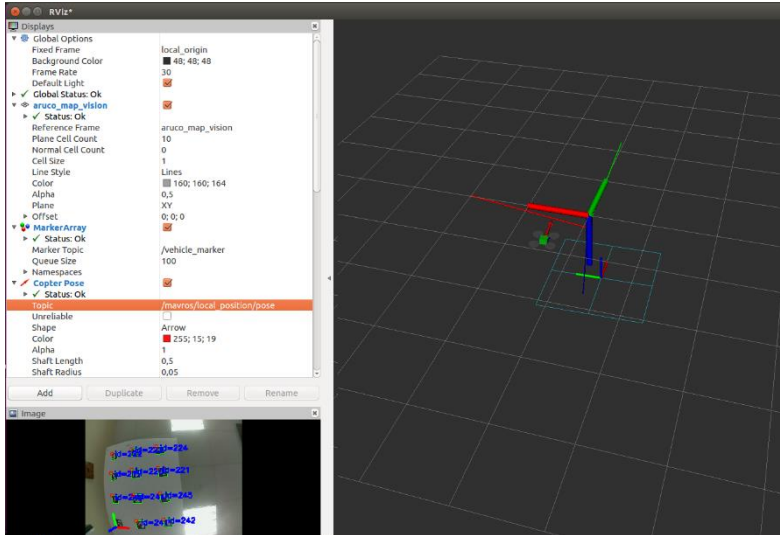 RViz*
Displays
Global Options
Fixed Frame local_origin
Background Color 48; 48; 48
Frame Rate 30
Default Light
Global Status: Ok
aruco_map_vision
Status: Ok
Reference Frame aruco_map_vision
Plane Cell Count 10
Normal Cell Count 0
Cell Size 1
Line Style Lines
Color 160; 160; 164
Alpha 0,5
Plane XY
Offset 0; 0; 0
MarkerArray
Status: Ok
Marker Topic /vehicle_marker
Queue Size 100
Namespaces
Copter Pose
Status: Ok
Topic /mavros/local_position/pose
Unreliable
Shape Arrow
Color 255; 15; 19
Alpha 1
Shaft Length 0,5
Shaft Radius 0,05
Add Duplicate Remove Rename
Image
id=224
id=221
id=245
id=242